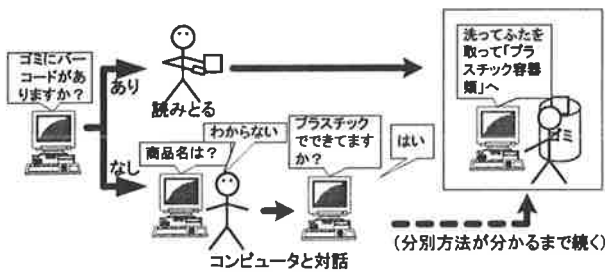 ゴミにバー
コードがあ
りますか？
あり
読みとる
なし
商品名は？
わからない
プラスチック
でできてます
か？
はい
コンピュータと対話
洗ってふたを
取って「プラ
スチック容器
類」へ
(分別方法が分かるまで続く)